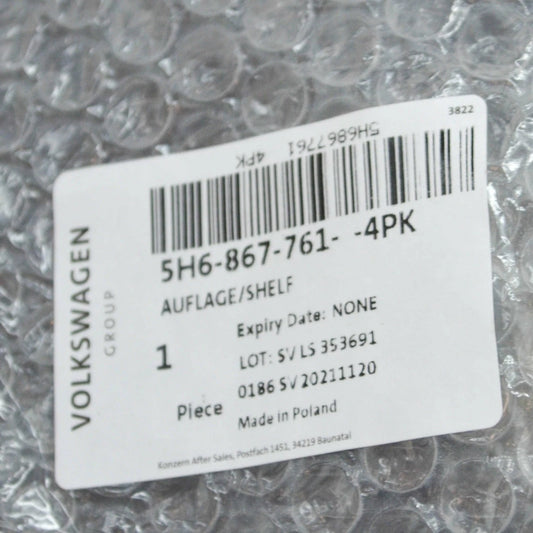 3822
5H6867761 4PK
5H6-867-761- -4PK
AUFLAGE/SHELF
VOLKSWAGEN
GROUP
Expiry Date: NONE
1
LOT: SV LS 353691
Piece
0186 SV 20211120
Made in Poland
Konzern After Sales, Postfach 1451, 34219 Baunatal